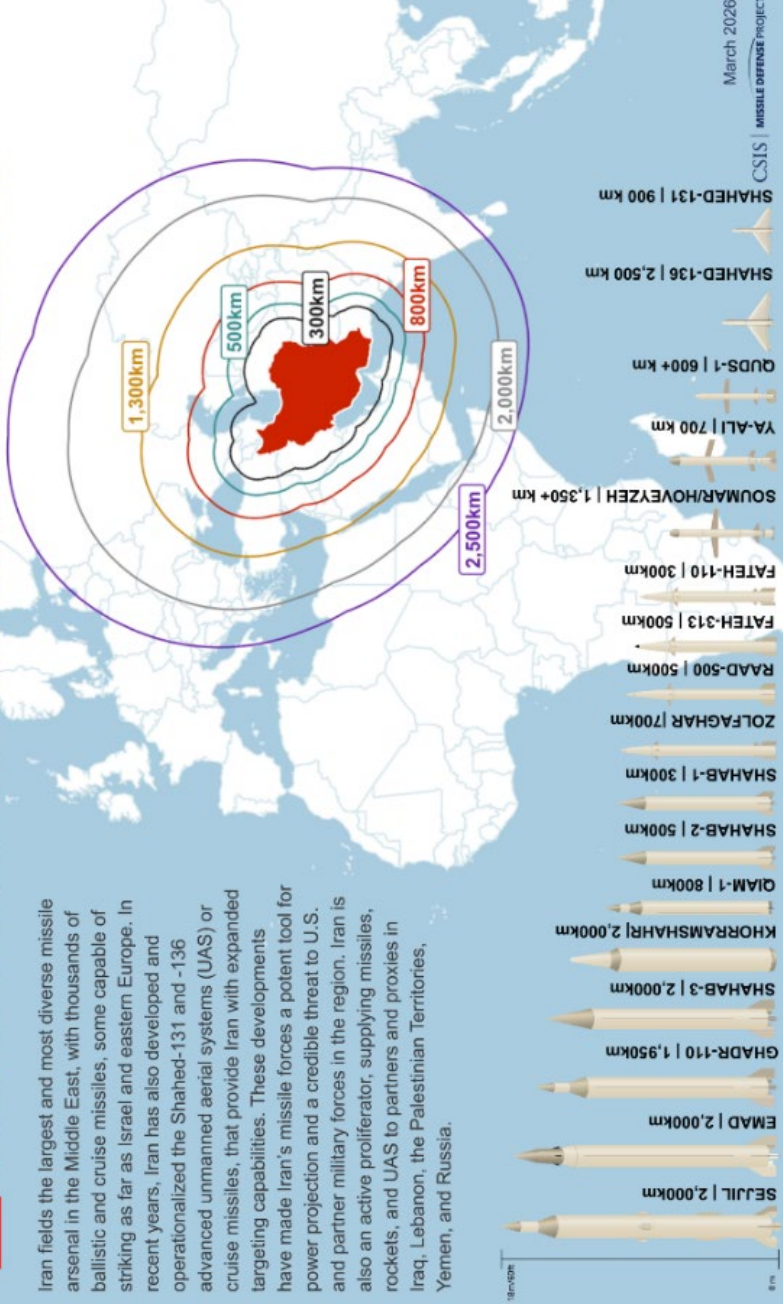 Iran fields the largest and most diverse missile
arsenal in the Middle East, with thousands of
ballistic and cruise missiles, some capable of
striking as far as Israel and eastern Europe. In
recent years, Iran has also developed and
operationalized the Shahed-131 and -136
advanced unmanned aerial systems (UAS) or
cruise missiles, that provide Iran with expanded
targeting capabilities. These developments
have made Iran's missile forces a potent tool for
power projection and a credible threat to U.S.
and partner military forces in the region. Iran is
also an active proliferator, supplying missiles,
rockets, and UAS to partners and proxies in
Iraq, Lebanon, the Palestinian Territories,
Yemen, and Russia.
1,300km
500km
300km
800km
2,000km
2,500km
SEJJIL | 2,000km
EMAD | 2,000km
GHADR-110 | 1,950km
SHAHAB-3 | 2,000km
KHORRAMSHAHR| 2,000km
QIAM-1 | 800km
SHAHAB-2 | 500km
SHAHAB-1 | 300km
ZOLFAGHAR |700km
RAAD-500 | 500km
FATEH-313 | 500km
FATEH-110 | 300km
SOUMAR/HOVEYZEH | 1,350+ km
YA-ALI | 700 km
QUDS-1 | 600+ km
SHAHED-136 | 2,500 km
SHAHED-131 | 900 km
March 2026
CSIS | MISSILE DEFENSE PROJECT